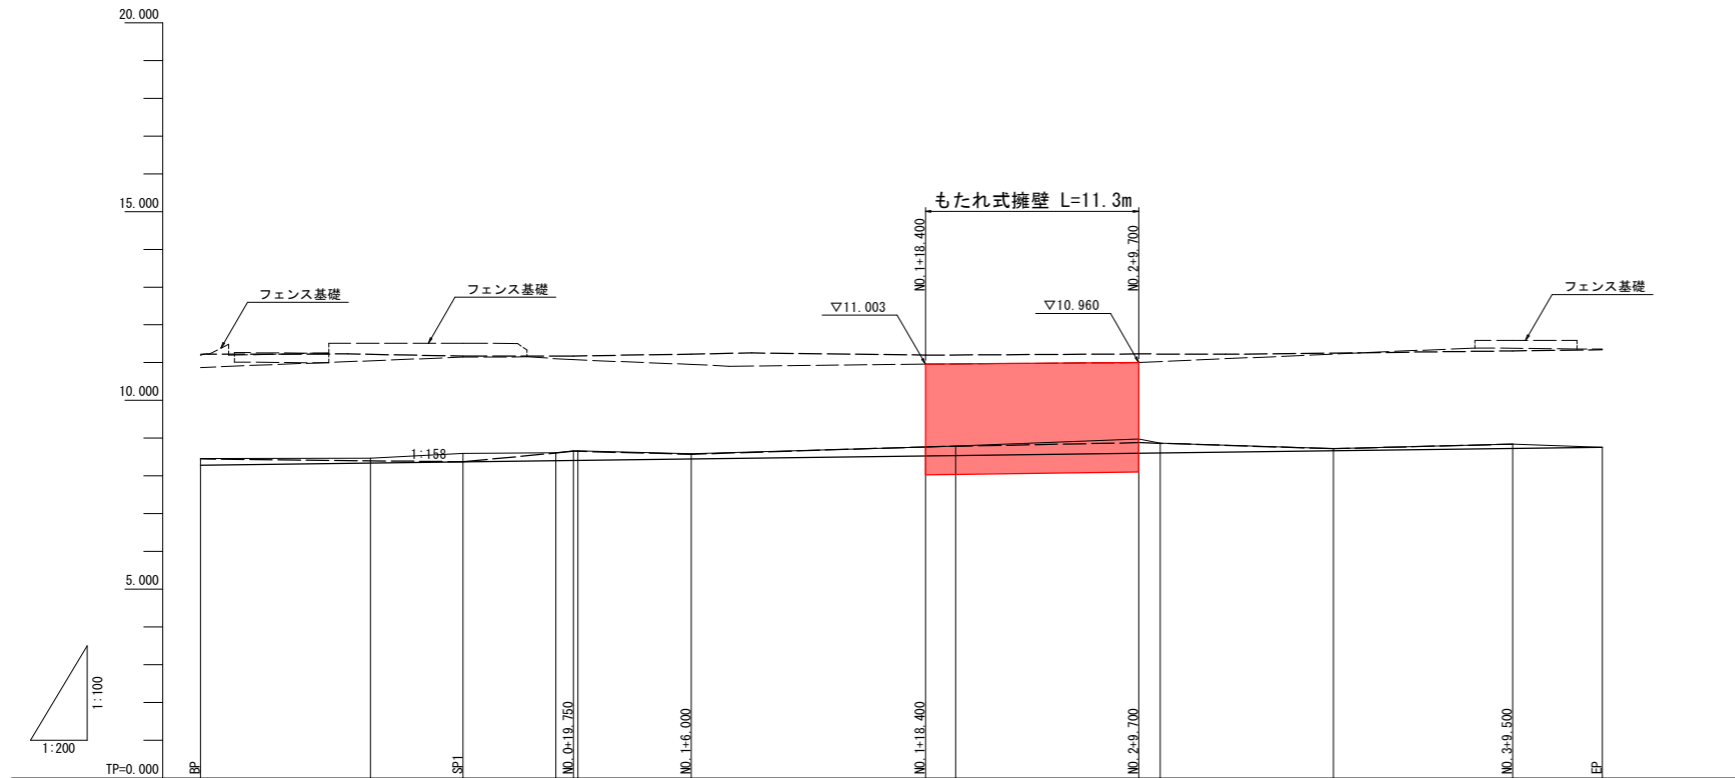 20.000
15.000
もたれ式擁壁 L=11.3m
NO.1+18.400
NO.2+9.700
フェンス基礎
フェンス基礎
フェンス基礎
▽11.003
▽10.960
10.000
1:158
5.000
1:100
1:200
TP=0.000
BP
SP1
NO.0+19.750
NO.1+6.000
NO.1+18.400
NO.2+9.700
NO.3+9.500
EP